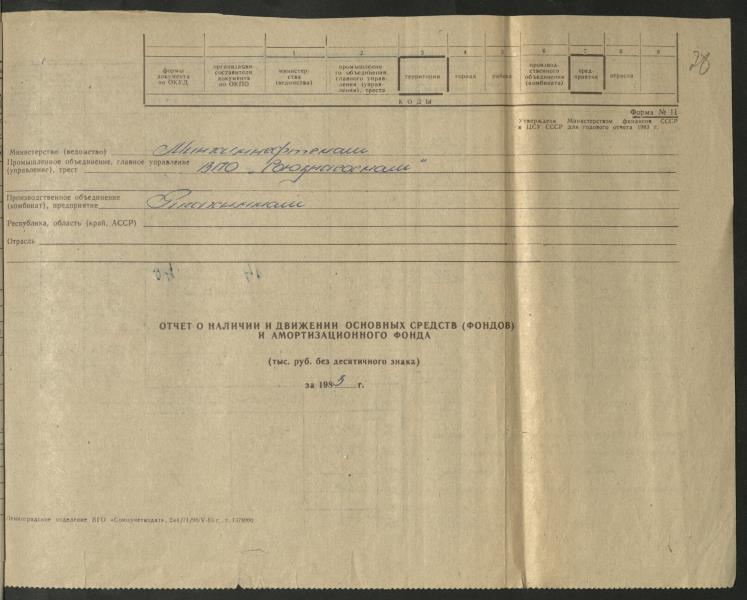 1 2 3 4 5 6 7 8 9
формы документа по ОКУД
организации-составителя документа по ОКПО
министерства (ведомства)
промышленного объединения, главного управления (управления), треста
территории
города
района
производственного объединения (комбината)
предприятия
отрасли
КОДЫ
Форма № 11
Утверждена Министерством финансов СССР
и ЦСУ СССР для годового отчета 1983 г.
Министерство (ведомство) Минхиммаш
Промышленное объединение, главное управление
(управление), трест ВПО „Союзнасосмаш"
Производственное объединение
(комбинат), предприятие
Республика, область (край, АССР)
Отрасль
ОТЧЕТ О НАЛИЧИИ И ДВИЖЕНИИ ОСНОВНЫХ СРЕДСТВ (ФОНДОВ)
И АМОРТИЗАЦИОННОГО ФОНДА
(тыс. руб. без десятичного знака)
за 1983 г.
Ленинградское отделение ВГО «Союзучетиздат»